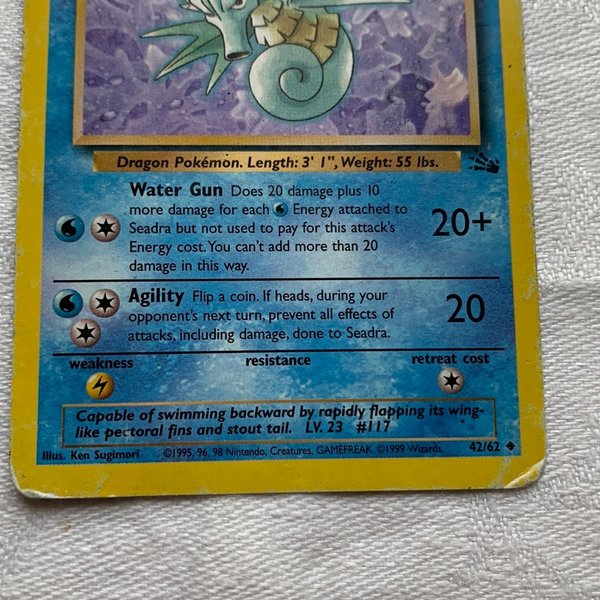 Dragon Pokémon. Length: 3' 1", Weight: 55 lbs.
Water Gun Does 20 damage plus 10
more damage for each Energy attached to
Seadra but not used to pay for this attack's
Energy cost. You can't add more than 20
damage in this way.
20+
Agility Flip a coin. If heads, during your
opponent's next turn, prevent all effects of
attacks, including damage, done to Seadra.
20
weakness resistance retreat cost
Capable of swimming backward by rapidly flapping its wing-
like pectoral fins and stout tail. LV. 23 #117
Illus. Ken Sugimori ©1995, 96, 98 Nintendo, Creatures, GAMEFREAK. ©1999 Wizards. 42/62